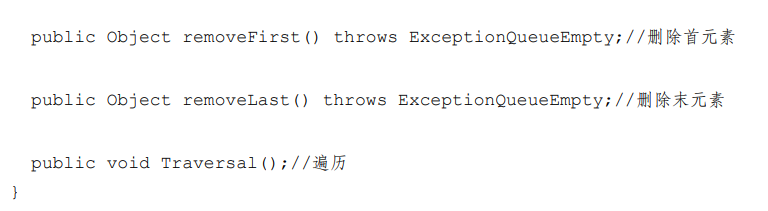 public Object removeFirst() throws ExceptionQueueEmpty;//删除首元素
public Object removeLast() throws ExceptionQueueEmpty;//删除末元素
public void Traversal();//遍历
}